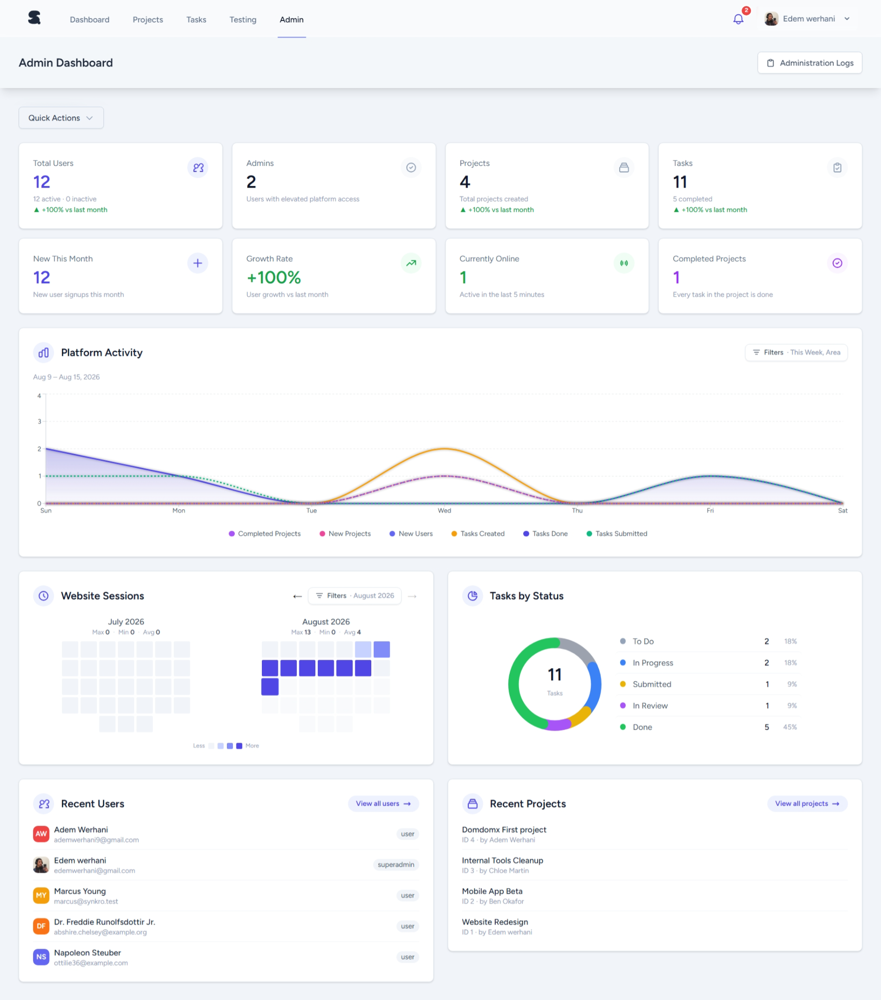 Dashboard Projects Tasks Testing Admin 2 Edem werhani
Admin Dashboard
Administration Logs
Quick Actions
Total Users
12
12 active · 0 inactive
▲ +100% vs last month
Admins
2
Users with elevated platform access
Projects
4
Total projects created
▲ +100% vs last month
Tasks
11
5 completed
▲ +100% vs last month
New This Month
12
New user signups this month
Growth Rate
+100%
User growth vs last month
Currently Online
1
Active in the last 5 minutes
Completed Projects
1
Every task in the project is done
Platform Activity
Filters · This Week, Area
Aug 9 – Aug 15, 2026
4
3
2
1
0
Sun Mon Tue Wed Thu Fri Sat
Completed Projects New Projects New Users Tasks Created Tasks Done Tasks Submitted
Website Sessions
← Filters · August 2026 →
July 2026
Max 0 · Min 0 · Avg 0
August 2026
Max 13 · Min 0 · Avg 4
Less More
Tasks by Status
11
Tasks
To Do 2 18%
In Progress 2 18%
Submitted 1 9%
In Review 1 9%
Done 5 45%
Recent Users
View all users →
AW Adem Werhani
ademwerhani9@gmail.com
user
Edem werhani
edemwerhani@gmail.com
superadmin
MY Marcus Young
marcus@synkro.test
user
DF Dr. Freddie Runolfsdottir Jr.
abshire.chelsey@example.org
user
NS Napoleon Steuber
ottilie36@example.com
user
Recent Projects
View all projects →
Domdomx First project
ID 4 · by Adem Werhani
Internal Tools Cleanup
ID 3 · by Chloe Martin
Mobile App Beta
ID 2 · by Ben Okafor
Website Redesign
ID 1 · by Edem werhani